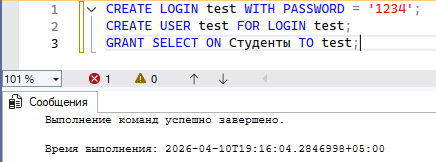 1 CREATE LOGIN test WITH PASSWORD = '1234';
2 CREATE USER test FOR LOGIN test;
3 GRANT SELECT ON Студенты TO test;
101 % 1 0
Сообщения
Выполнение команд успешно завершено.
Время выполнения: 2026-04-10T19:16:04.2846998+05:00